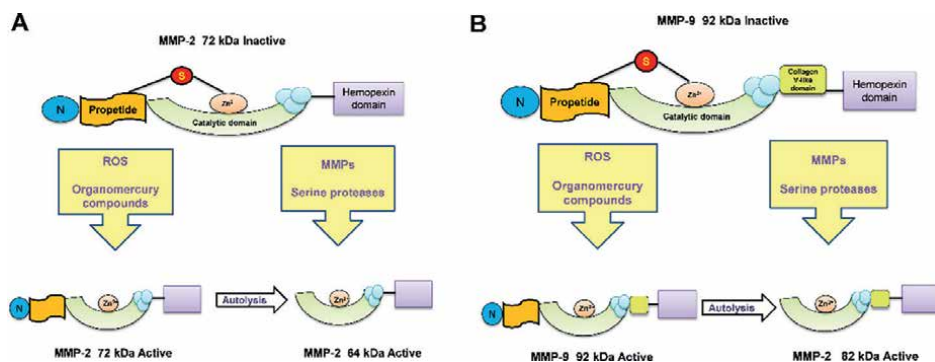 A
MMP-2 72 kDa Inactive
S
N
Propetide
Zn²
Catalytic domain
Hemopexin
domain
ROS
Organomercury
compounds
MMPs
Serine proteases
N
Zn²⁺
Autolysis
Zn²
MMP-2 72 kDa Active
MMP-2 64 kDa Active
B
MMP-9 92 kDa Inactive
S
N
Propetide
Zn²⁺
Catalytic domain
Collagen
V-like
domain
Hemopexin
domain
ROS
Organomercury
compounds
MMPs
Serine proteases
N
Zn²⁺
Autolysis
Zn²⁺
MMP-9 92 kDa Active
MMP-2 82 kDa Active